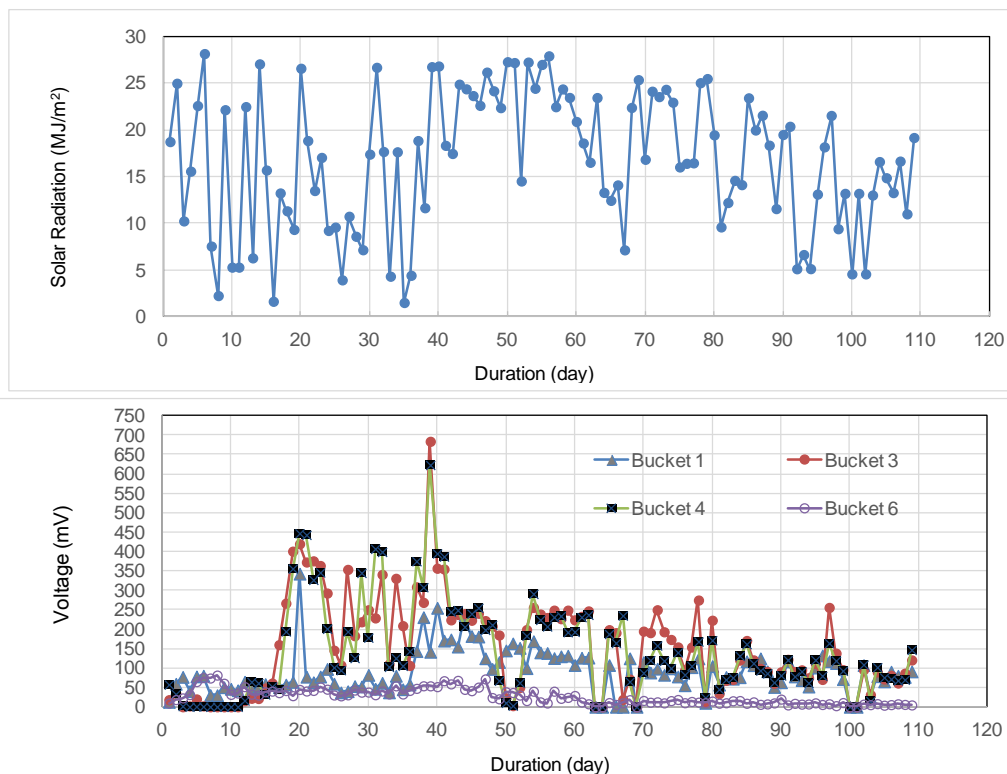 30
25
20
15
10
5
0
Solar Radiation (MJ/m²)
0 10 20 30 40 50 60 70 80 90 100 110 120
Duration (day)
750
700
650
600
550
500
450
400
350
300
250
200
150
100
50
0
Voltage (mV)
Bucket 1 Bucket 3
Bucket 4 Bucket 6
0 10 20 30 40 50 60 70 80 90 100 110 120
Duration (day)